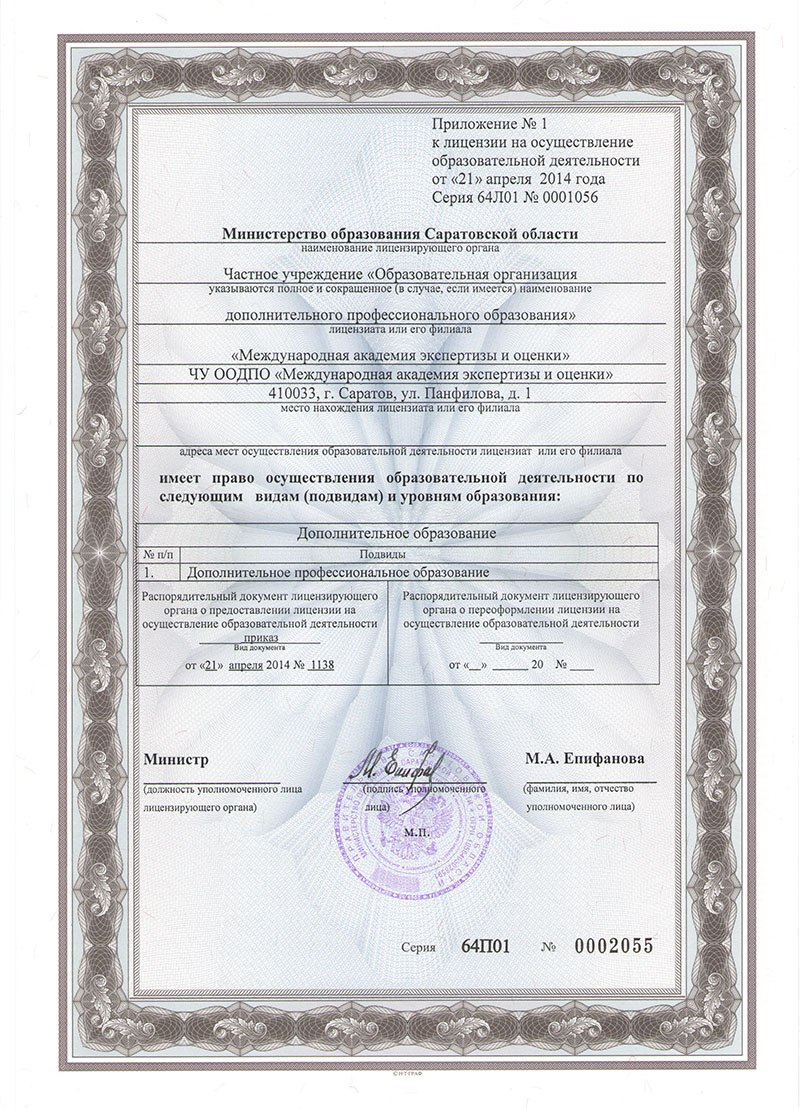 Приложение № 1
к лицензии на осуществление
образовательной деятельности
от «21» апреля 2014 года
Серия 64Л01 № 0001056
Министерство образования Саратовской области
наименование лицензирующего органа
Частное учреждение «Образовательная организация
указываются полное и сокращенное (в случае, если имеется) наименование
дополнительного профессионального образования»
лицензиата или его филиала
«Международная академия экспертизы и оценки»
ЧУ ООДПО «Международная академия экспертизы и оценки»
410033, г. Саратов, ул. Панфилова, д. 1
место нахождения лицензиата или его филиала
адреса мест осуществления образовательной деятельности лицензиат или его филиала
имеет право осуществления образовательной деятельности по
следующим видам (подвидам) и уровням образования:
Дополнительное образование
№ п/п Подвиды
1. Дополнительное профессиональное образование
Распорядительный документ лицензирующего
органа о предоставлении лицензии на
осуществление образовательной деятельности
приказ
Вид документа
от «21» апреля 2014 № 1138
Распорядительный документ лицензирующего
органа о переоформлении лицензии на
осуществление образовательной деятельности
Вид документа
от «__» ______ 20 № ____
Министр
(должность уполномоченного лица
лицензирующего органа)
М. Епифа
(подпись уполномоченного
лица)
М.П.
М.А. Епифанова
(фамилия, имя, отчество
уполномоченного лица)
Серия 64П01 № 0002055